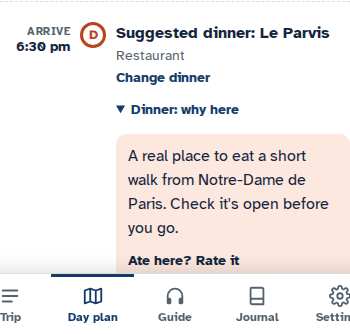 ARRIVE
6:30 pm
D
Suggested dinner: Le Parvis
Restaurant
Change dinner
▼ Dinner: why here
A real place to eat a short
walk from Notre-Dame de
Paris. Check it's open before
you go.
Ate here? Rate it
Trip
Day plan
Guide
Journal
Settin